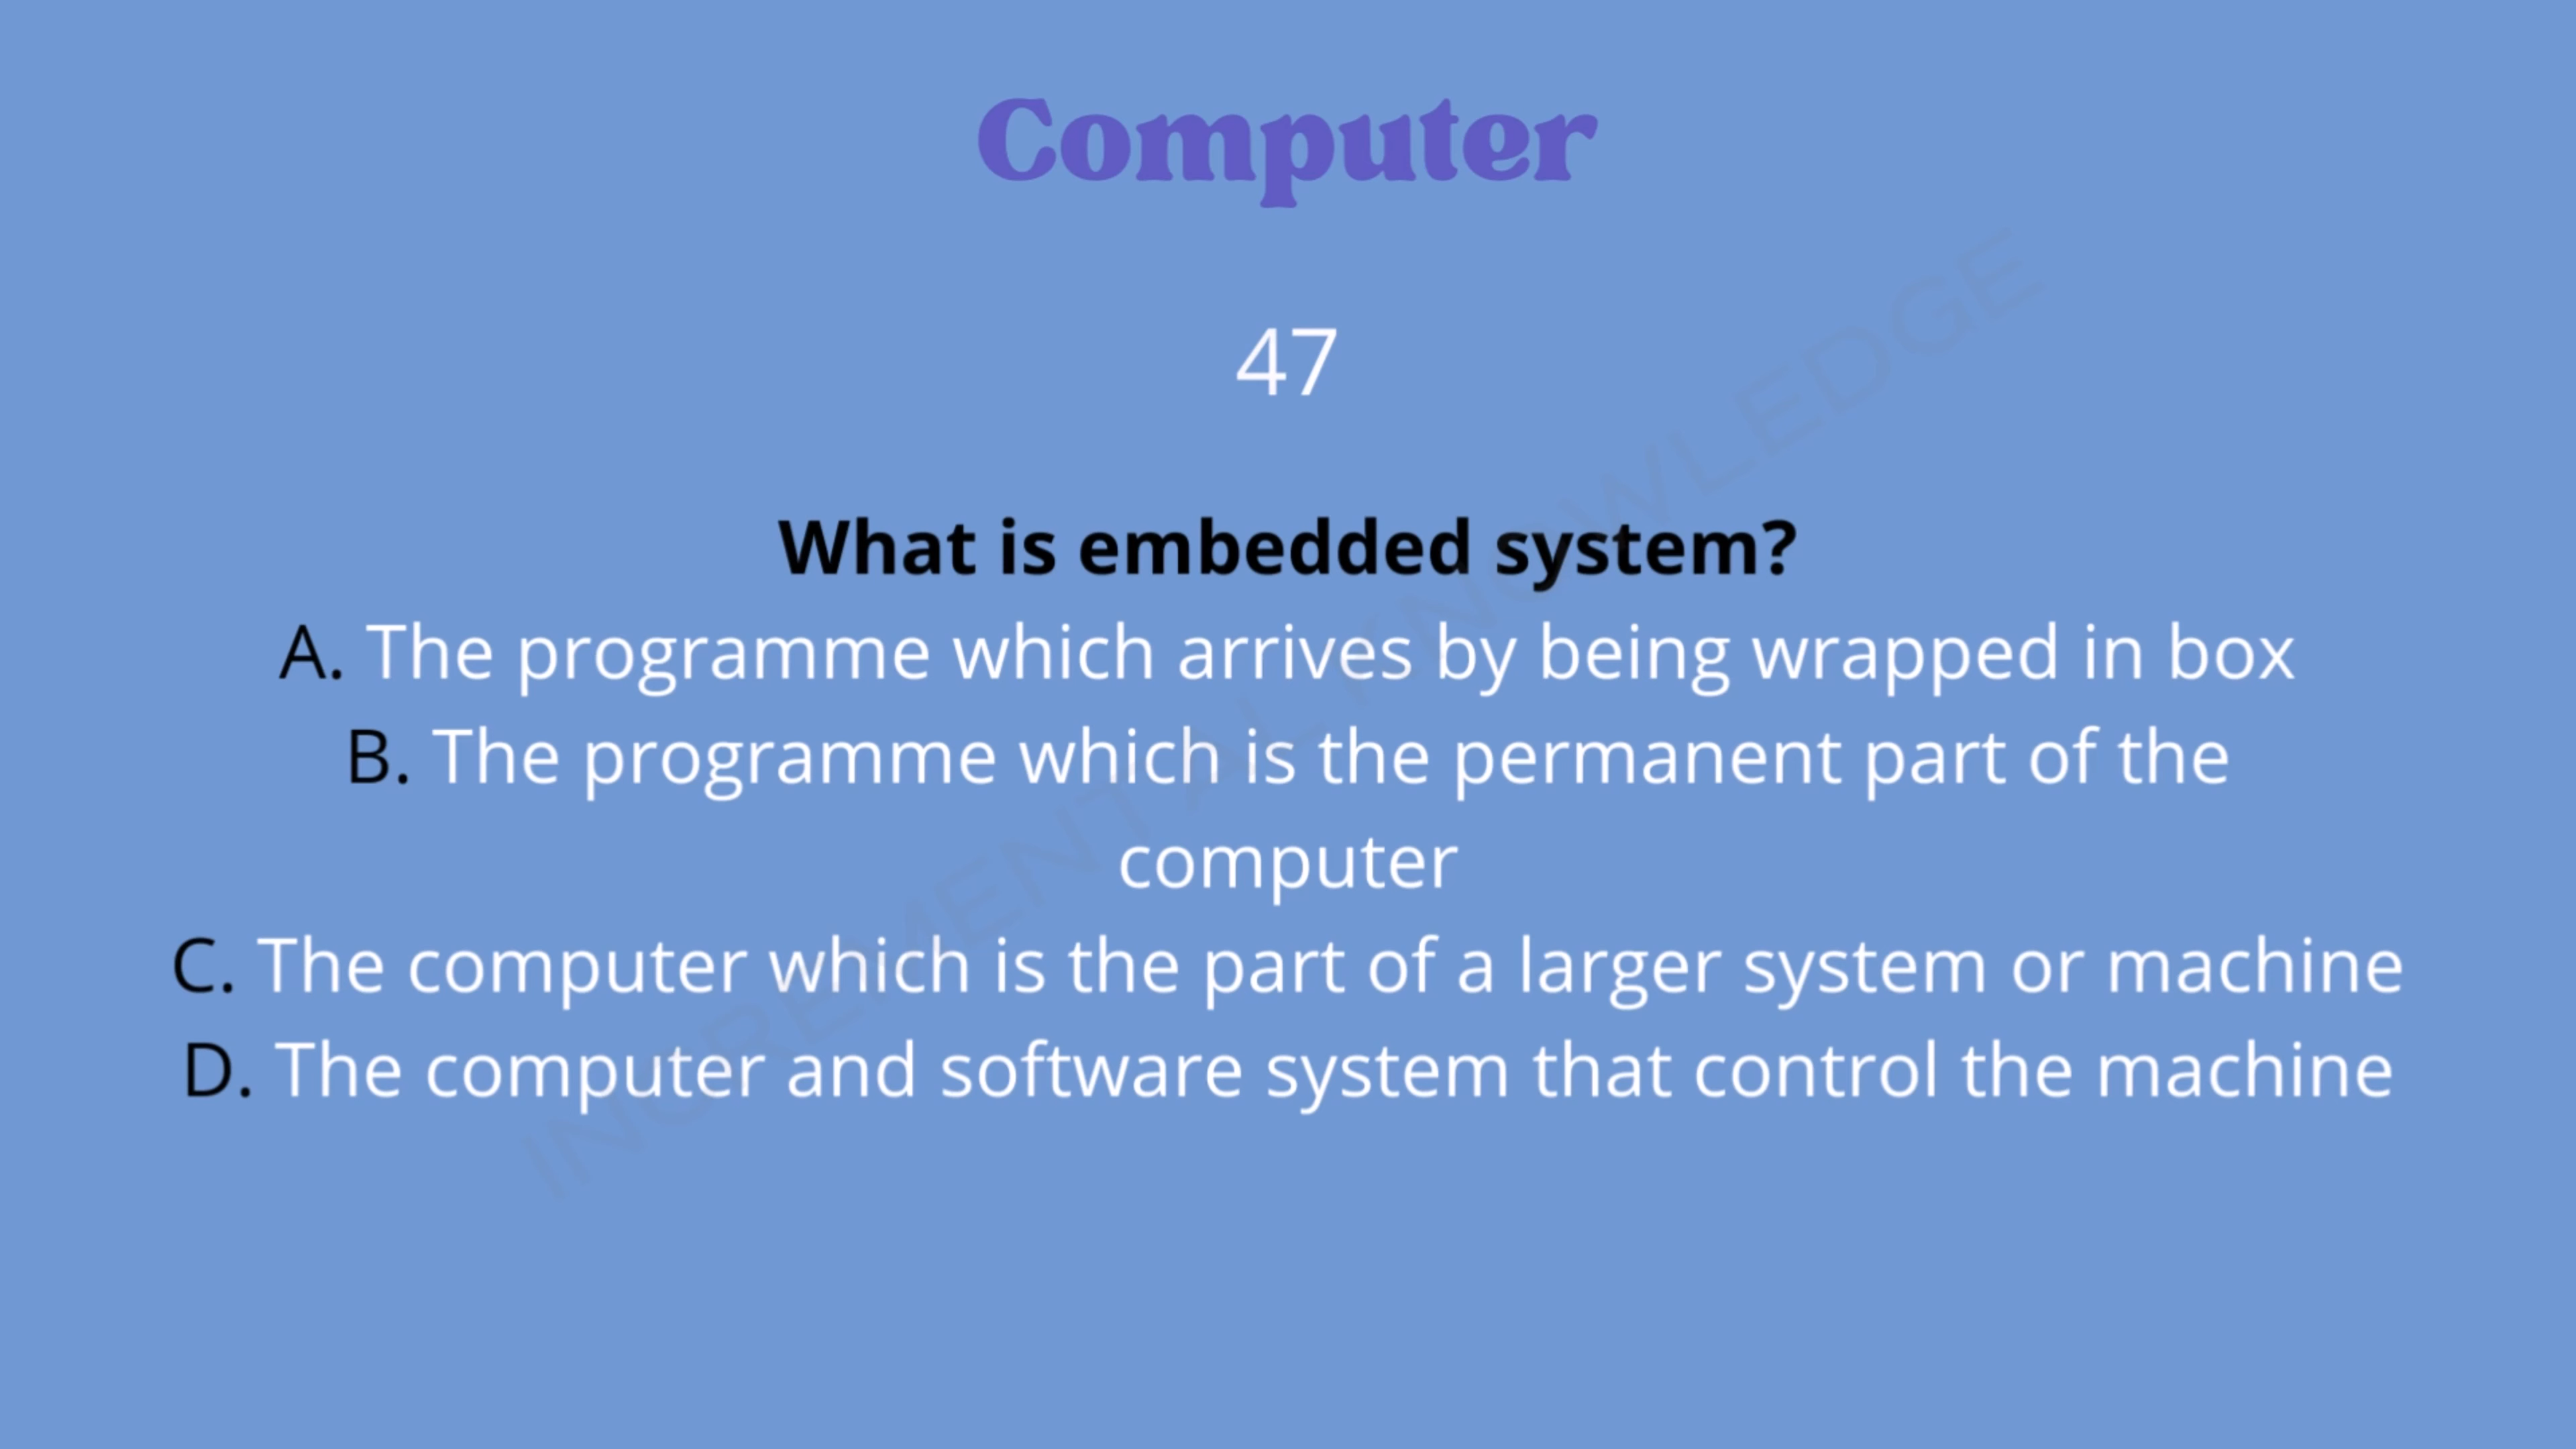 Computer
47
What is embedded system?
A. The programme which arrives by being wrapped in box
B. The programme which is the permanent part of the
computer
C. The computer which is the part of a larger system or machine
D. The computer and software system that control the machine
INCREMENTAL KNOWLEDGE